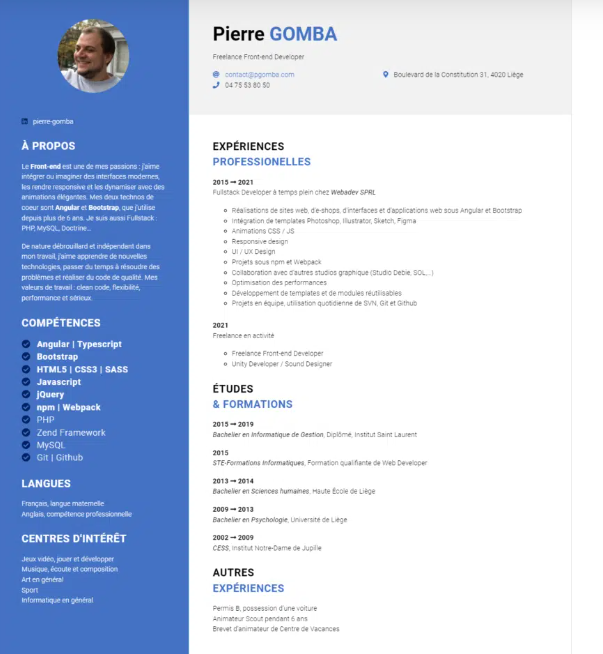 Pierre GOMBA
Freelance Front-end Developer
contact@pgomba.com
Boulevard de la Constitution 31, 4020 Liège
04 75 53 80 50
pierre-gomba
À PROPOS
Le Front-end est une de mes passions : j'aime
intégrer ou imaginer des interfaces modernes,
les rendre responsive et les dynamiser avec des
animations élégantes. Mes deux technos de
coeur sont Angular et Bootstrap, que j'utilise
depuis plus de 6 ans. Je suis aussi Fullstack :
PHP, MySQL, Doctrine...
De nature débrouillard et indépendant dans
mon travail, j'aime apprendre de nouvelles
technologies, passer du temps à résoudre des
problèmes et réaliser du code de qualité. Mes
valeurs de travail : clean code, flexibilité,
performance et sérieux.
COMPÉTENCES
Angular | Typescript
Bootstrap
HTML5 | CSS3 | SASS
Javascript
jQuery
npm | Webpack
PHP
Zend Framework
MySQL
Git | Github
LANGUES
Français, langue maternelle
Anglais, compétence professionnelle
CENTRES D'INTÉRÊT
Jeux vidéo, jouer et développer
Musique, écoute et composition
Art en général
Sport
Informatique en général
EXPÉRIENCES
PROFESSIONELLES
2015 ➞ 2021
Fullstack Developer à temps plein chez Webadev SPRL
Réalisations de sites web, d'e-shops, d'interfaces et d'applications web sous Angular et Bootstrap
Intégration de templates Photoshop, Illustrator, Sketch, Figma
Animations CSS / JS
Responsive design
UI / UX Design
Projets sous npm et Webpack
Collaboration avec d'autres studios graphique (Studio Debie, SOL,...)
Optimisation des performances
Développement de templates et de modules réutilisables
Projets en équipe, utilisation quotidienne de SVN, Git et Github
2021
Freelance en activité
Freelance Front-end Developer
Unity Developer / Sound Designer
ÉTUDES
& FORMATIONS
2015 ➞ 2019
Bachelier en Informatique de Gestion, Diplômé, Institut Saint Laurent
2015
STE-Formations Informatiques, Formation qualifiante de Web Developer
2013 ➞ 2014
Bachelier en Sciences humaines, Haute École de Liège
2009 ➞ 2013
Bachelier en Psychologie, Université de Liège
2002 ➞ 2009
CESS, Institut Notre-Dame de Jupille
AUTRES
EXPÉRIENCES
Permis B, possession d'une voiture
Animateur Scout pendant 6 ans
Brevet d'animateur de Centre de Vacances